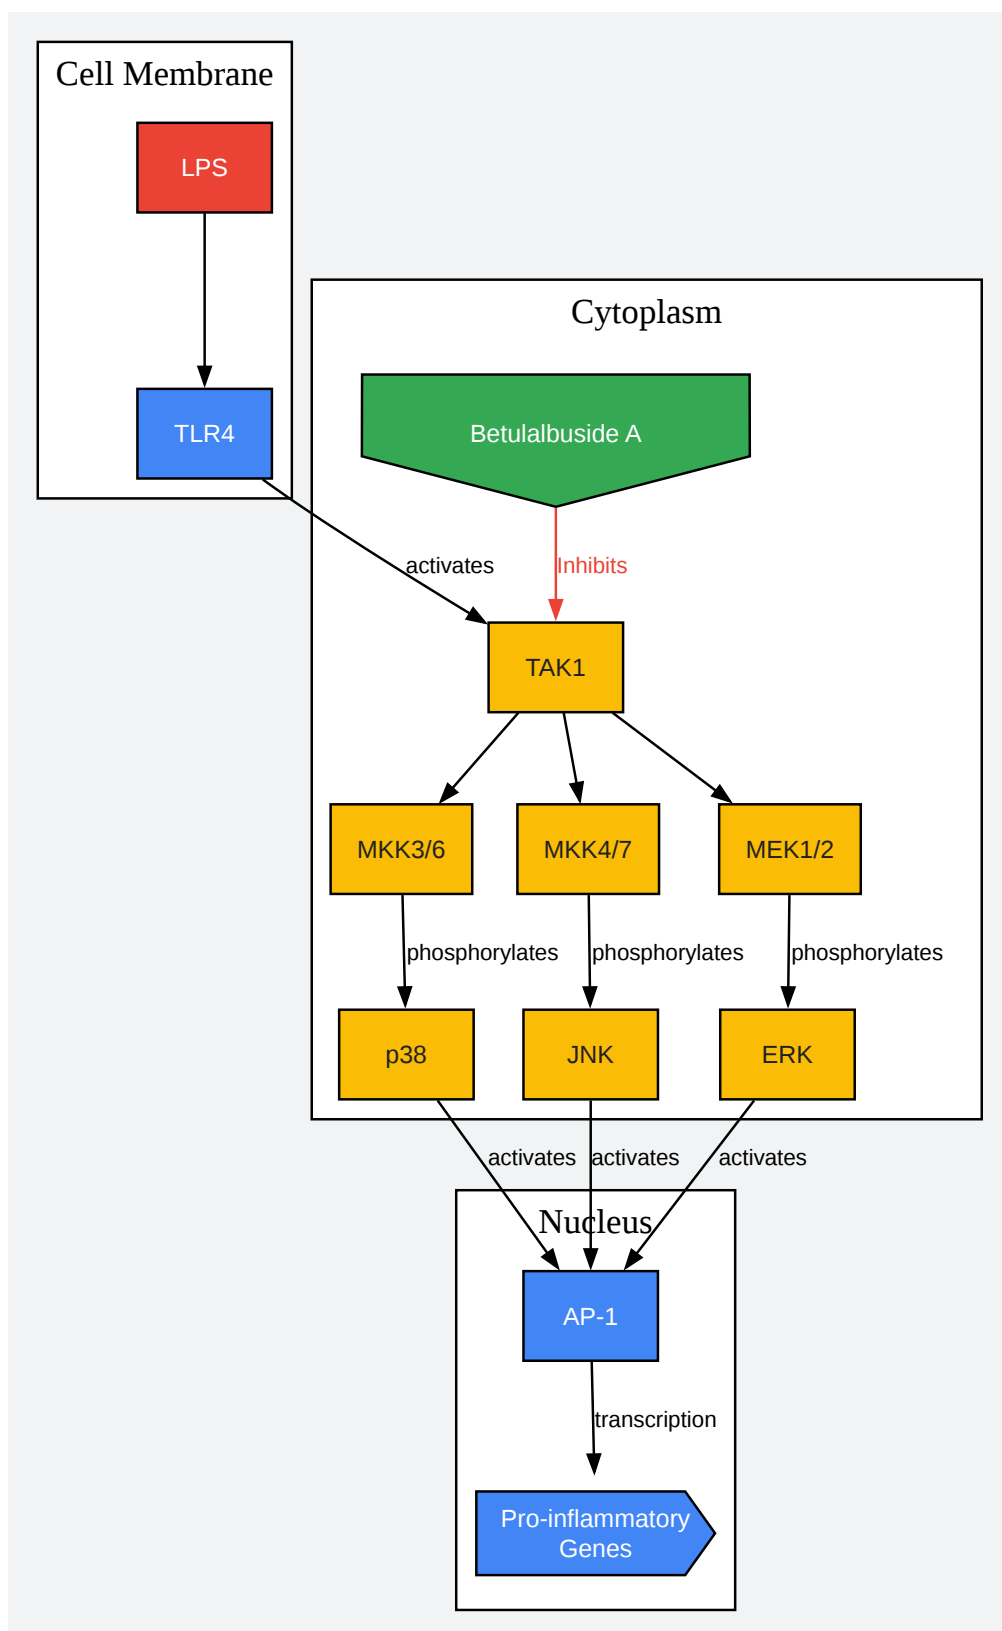 Cell Membrane
LPS
TLR4
Cytoplasm
Betulalbuside A
activates
Inhibits
TAK1
MKK3/6
MKK4/7
MEK1/2
phosphorylates
phosphorylates
phosphorylates
p38
JNK
ERK
activates
activates
activates
Nucleus
AP-1
transcription
Pro-inflammatory
Genes